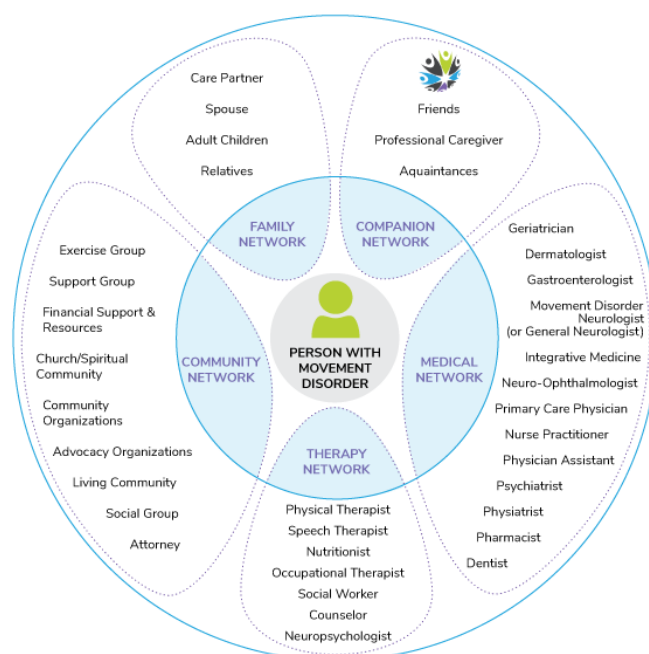 Care Partner
Spouse
Adult Children
Relatives
FAMILY
NETWORK
Friends
Professional Caregiver
Aquaintances
COMPANION
NETWORK
Geriatrician
Dermatologist
Gastroenterologist
Movement Disorder
Neurologist
(or General Neurologist)
Integrative Medicine
Neuro-Ophthalmologist
Primary Care Physician
Nurse Practitioner
Physician Assistant
Psychiatrist
Physiatrist
Pharmacist
Dentist
MEDICAL
NETWORK
PERSON WITH
MOVEMENT
DISORDER
Exercise Group
Support Group
Financial Support &
Resources
Church/Spiritual
Community
Community
Organizations
Advocacy Organizations
Living Community
Social Group
Attorney
COMMUNITY
NETWORK
THERAPY
NETWORK
Physical Therapist
Speech Therapist
Nutritionist
Occupational Therapist
Social Worker
Counselor
Neuropsychologist